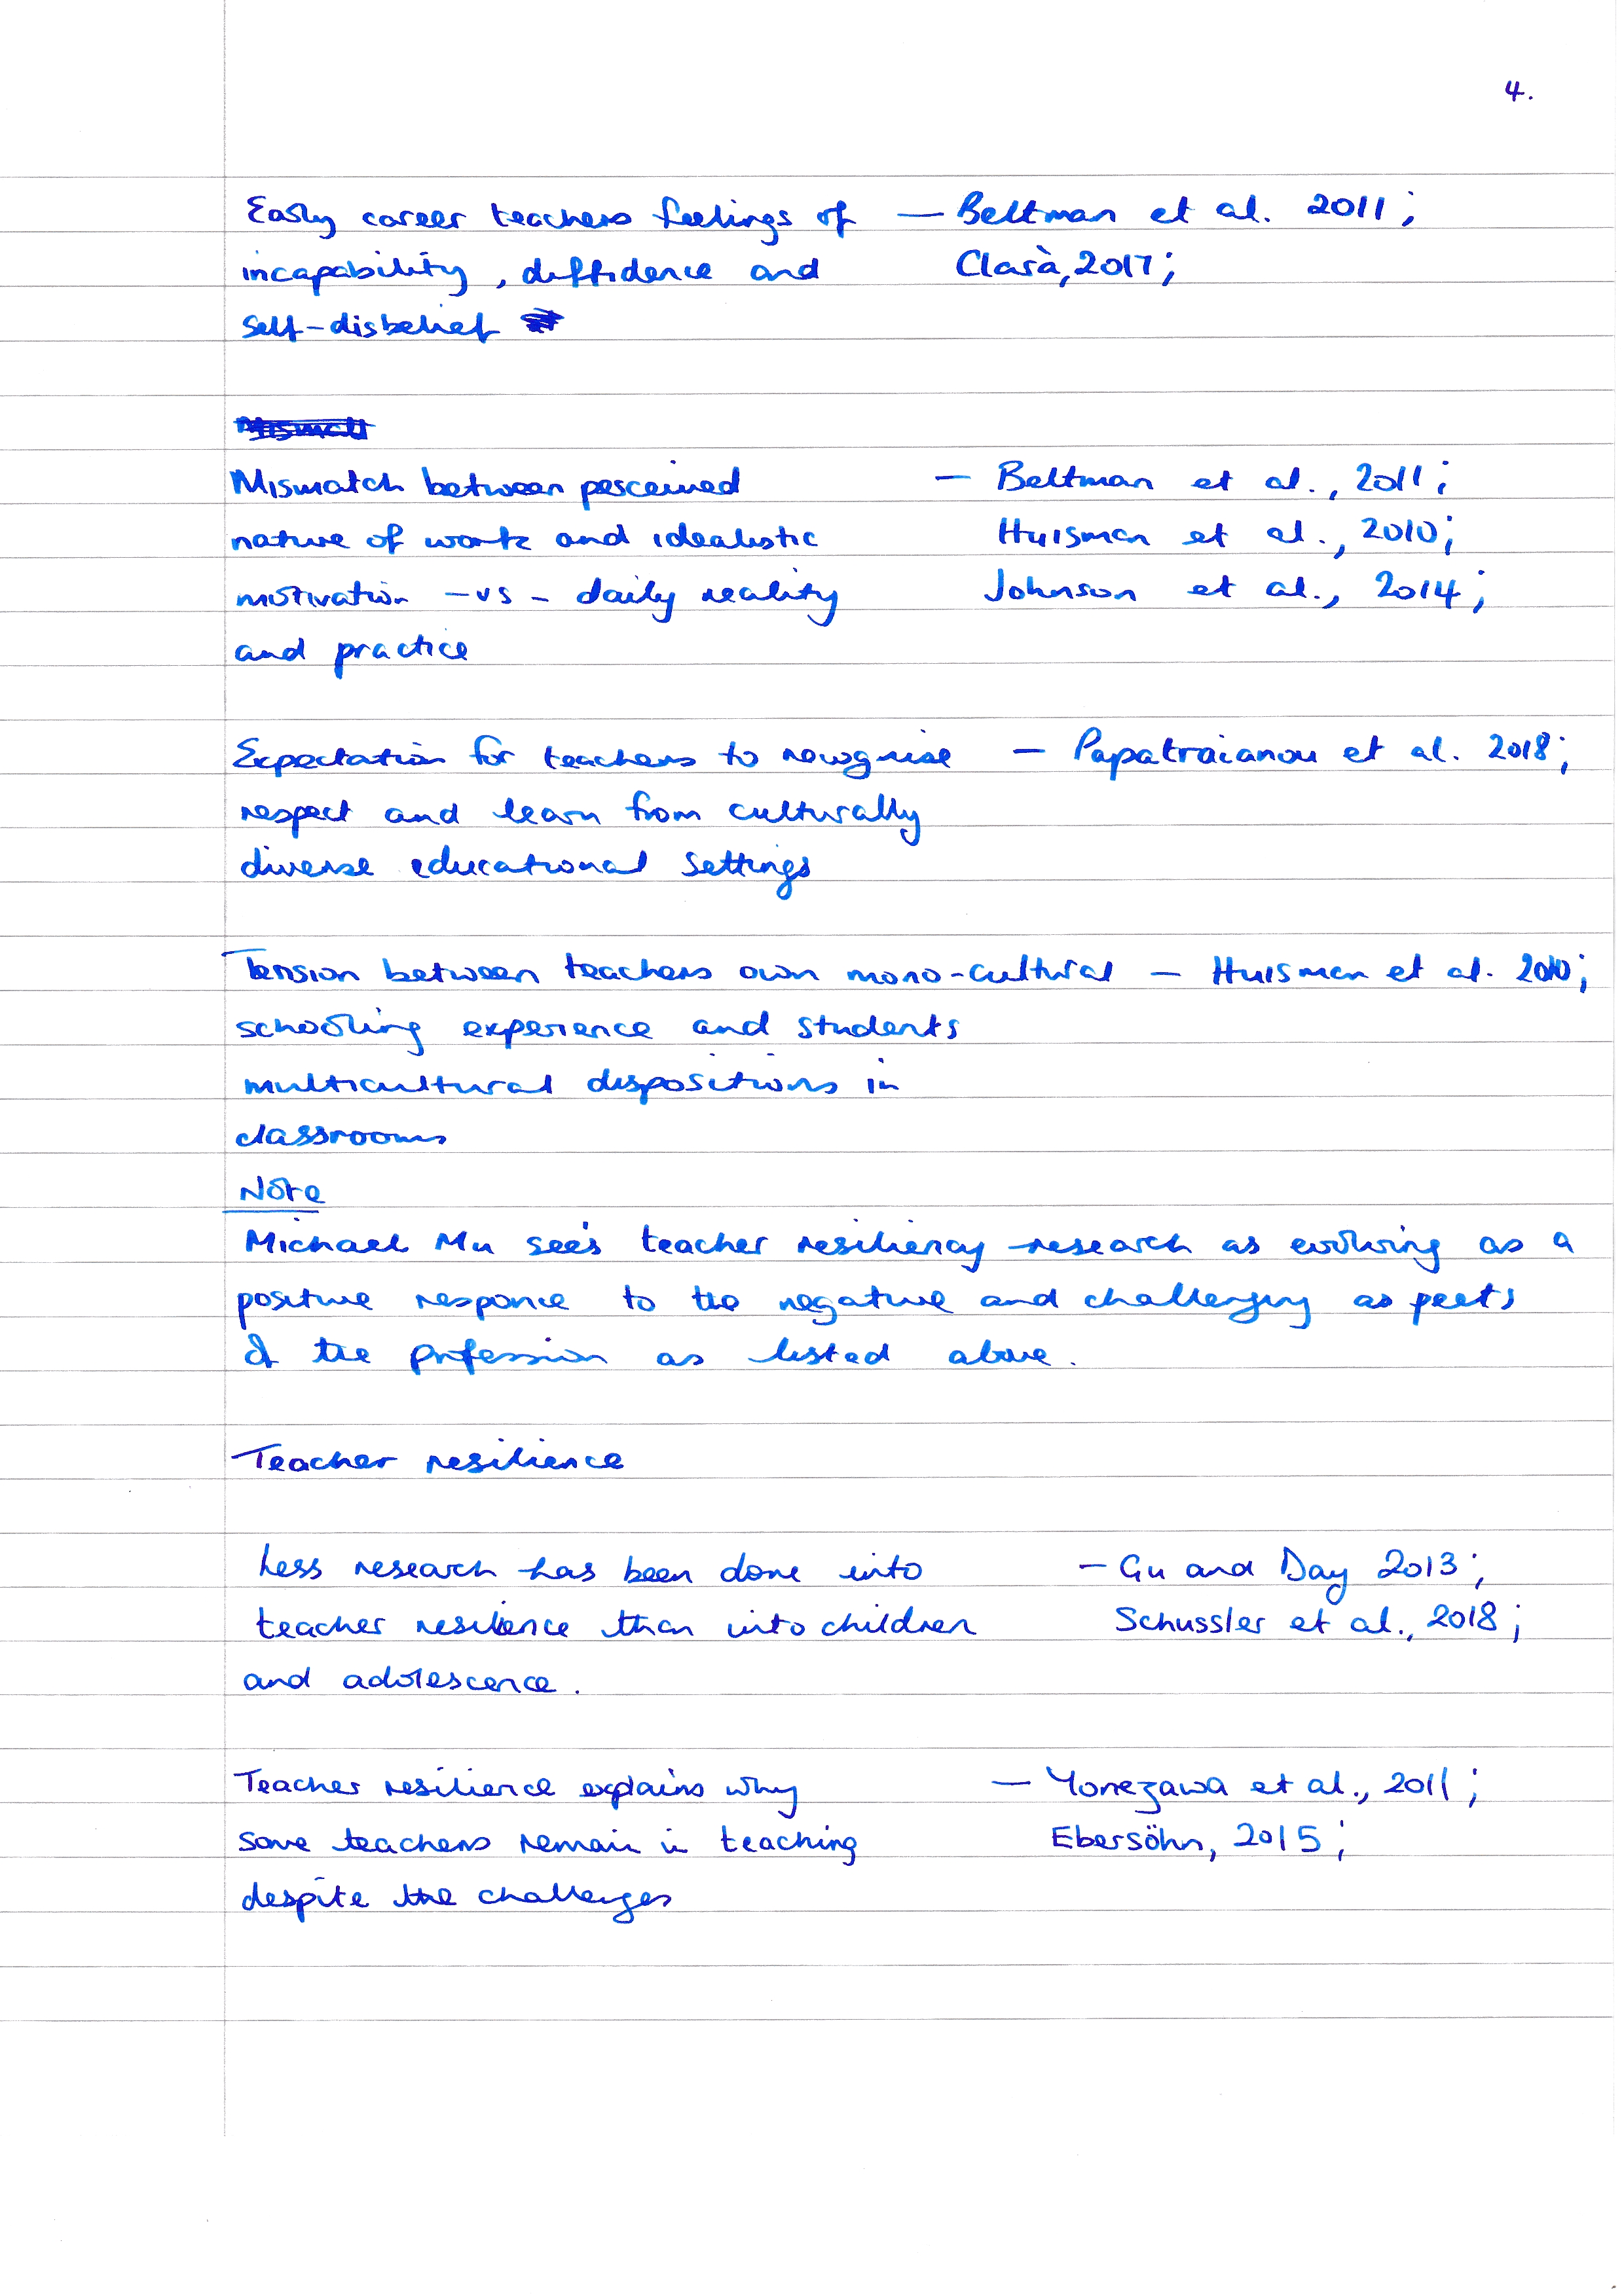 4.
Early career teachers feelings of — Beltman et al. 2011;
incapability, diffidence and Clarà, 2017;
self-disbelief
Mismatch between perceived — Beltman et al., 2011;
nature of work and idealistic Huisman et al., 2010;
motivation -vs- daily reality Johnson et al., 2014;
and practice
Expectation for teachers to recognise — Papatraianou et al. 2018;
respect and learn from culturally
diverse educational settings
Tension between teachers own mono-cultural — Huisman et al. 2010;
schooling experience and students
multicultural dispositions in
classrooms
Note
Michael Mu see's teacher resiliency research as evolving as a
positive responce to the negative and challenging aspects
of the profession as listed above.
Teacher resilience
Less research has been done into — Gu and Day 2013;
teacher resilience than into children Schussler et al., 2018;
and adolescence.
Teacher resilience explains why — Yonezawa et al., 2011;
some teachers remain in teaching Ebersöhn, 2015;
despite the challenges